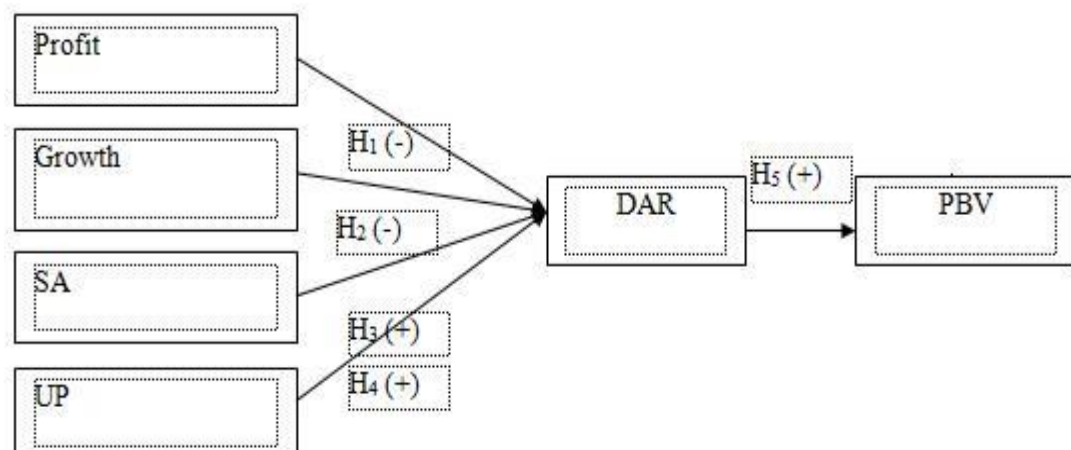 Profit
H₁ (-)
Growth
H₅ (+)
DAR
PBV
H₂ (-)
SA
H₃ (+)
H₄ (+)
UP